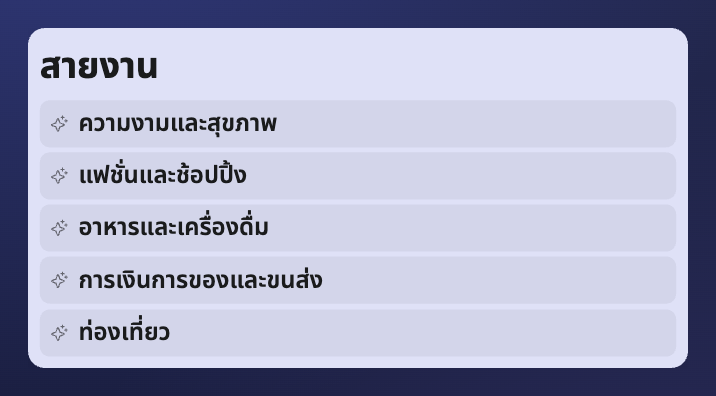 สายงาน
ความงามและสุขภาพ
แฟชั่นและช้อปปิ้ง
อาหารและเครื่องดื่ม
การเงินการของและขนส่ง
ท่องเที่ยว